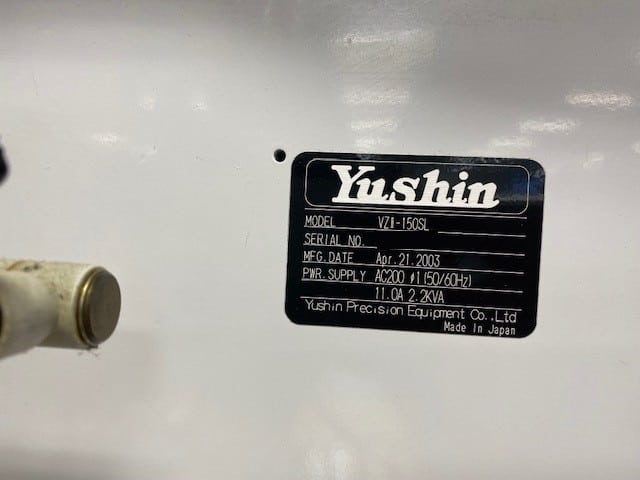 Yushin
MODEL VZⅡ-150SL
SERIAL NO.
MFG.DATE Apr.21.2003
PWR.SUPPLY AC200 φ1(50/60Hz)
11.0A 2.2KVA
Yushin Precision Equipment Co.,Ltd
Made In Japan